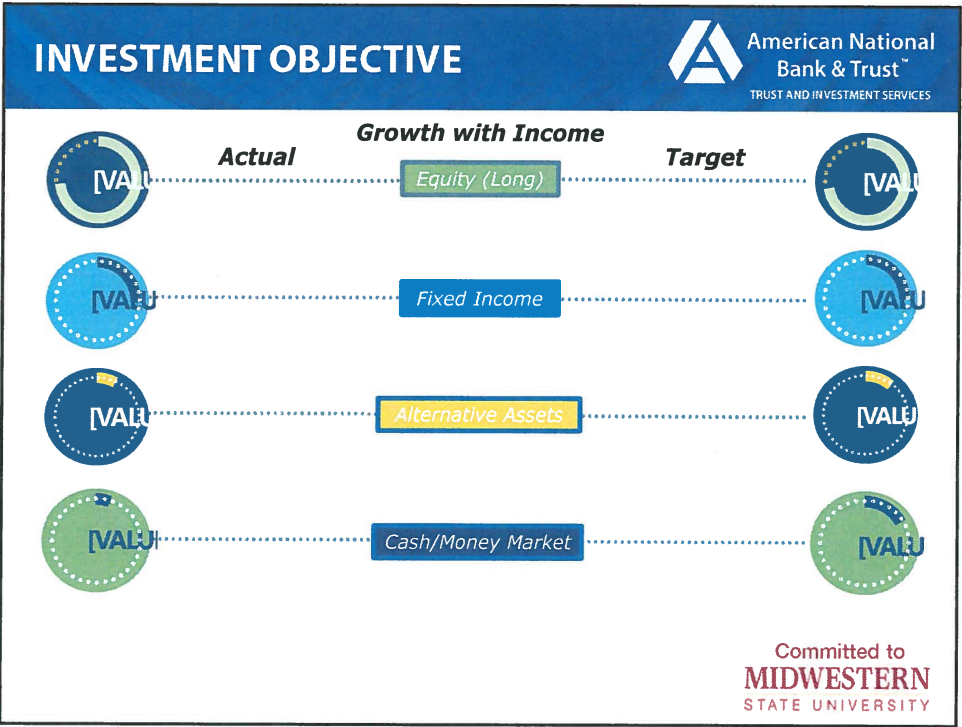 INVESTMENT OBJECTIVE
American National
Bank & Trust™
TRUST AND INVESTMENT SERVICES
Growth with Income
Actual
Target
[VALU
Equity (Long)
[VALU
[VALU
Fixed Income
[VALU
[VALU
Alternative Assets
[VALU
[VALU
Cash/Money Market
[VALU
Committed to
MIDWESTERN
STATE UNIVERSITY